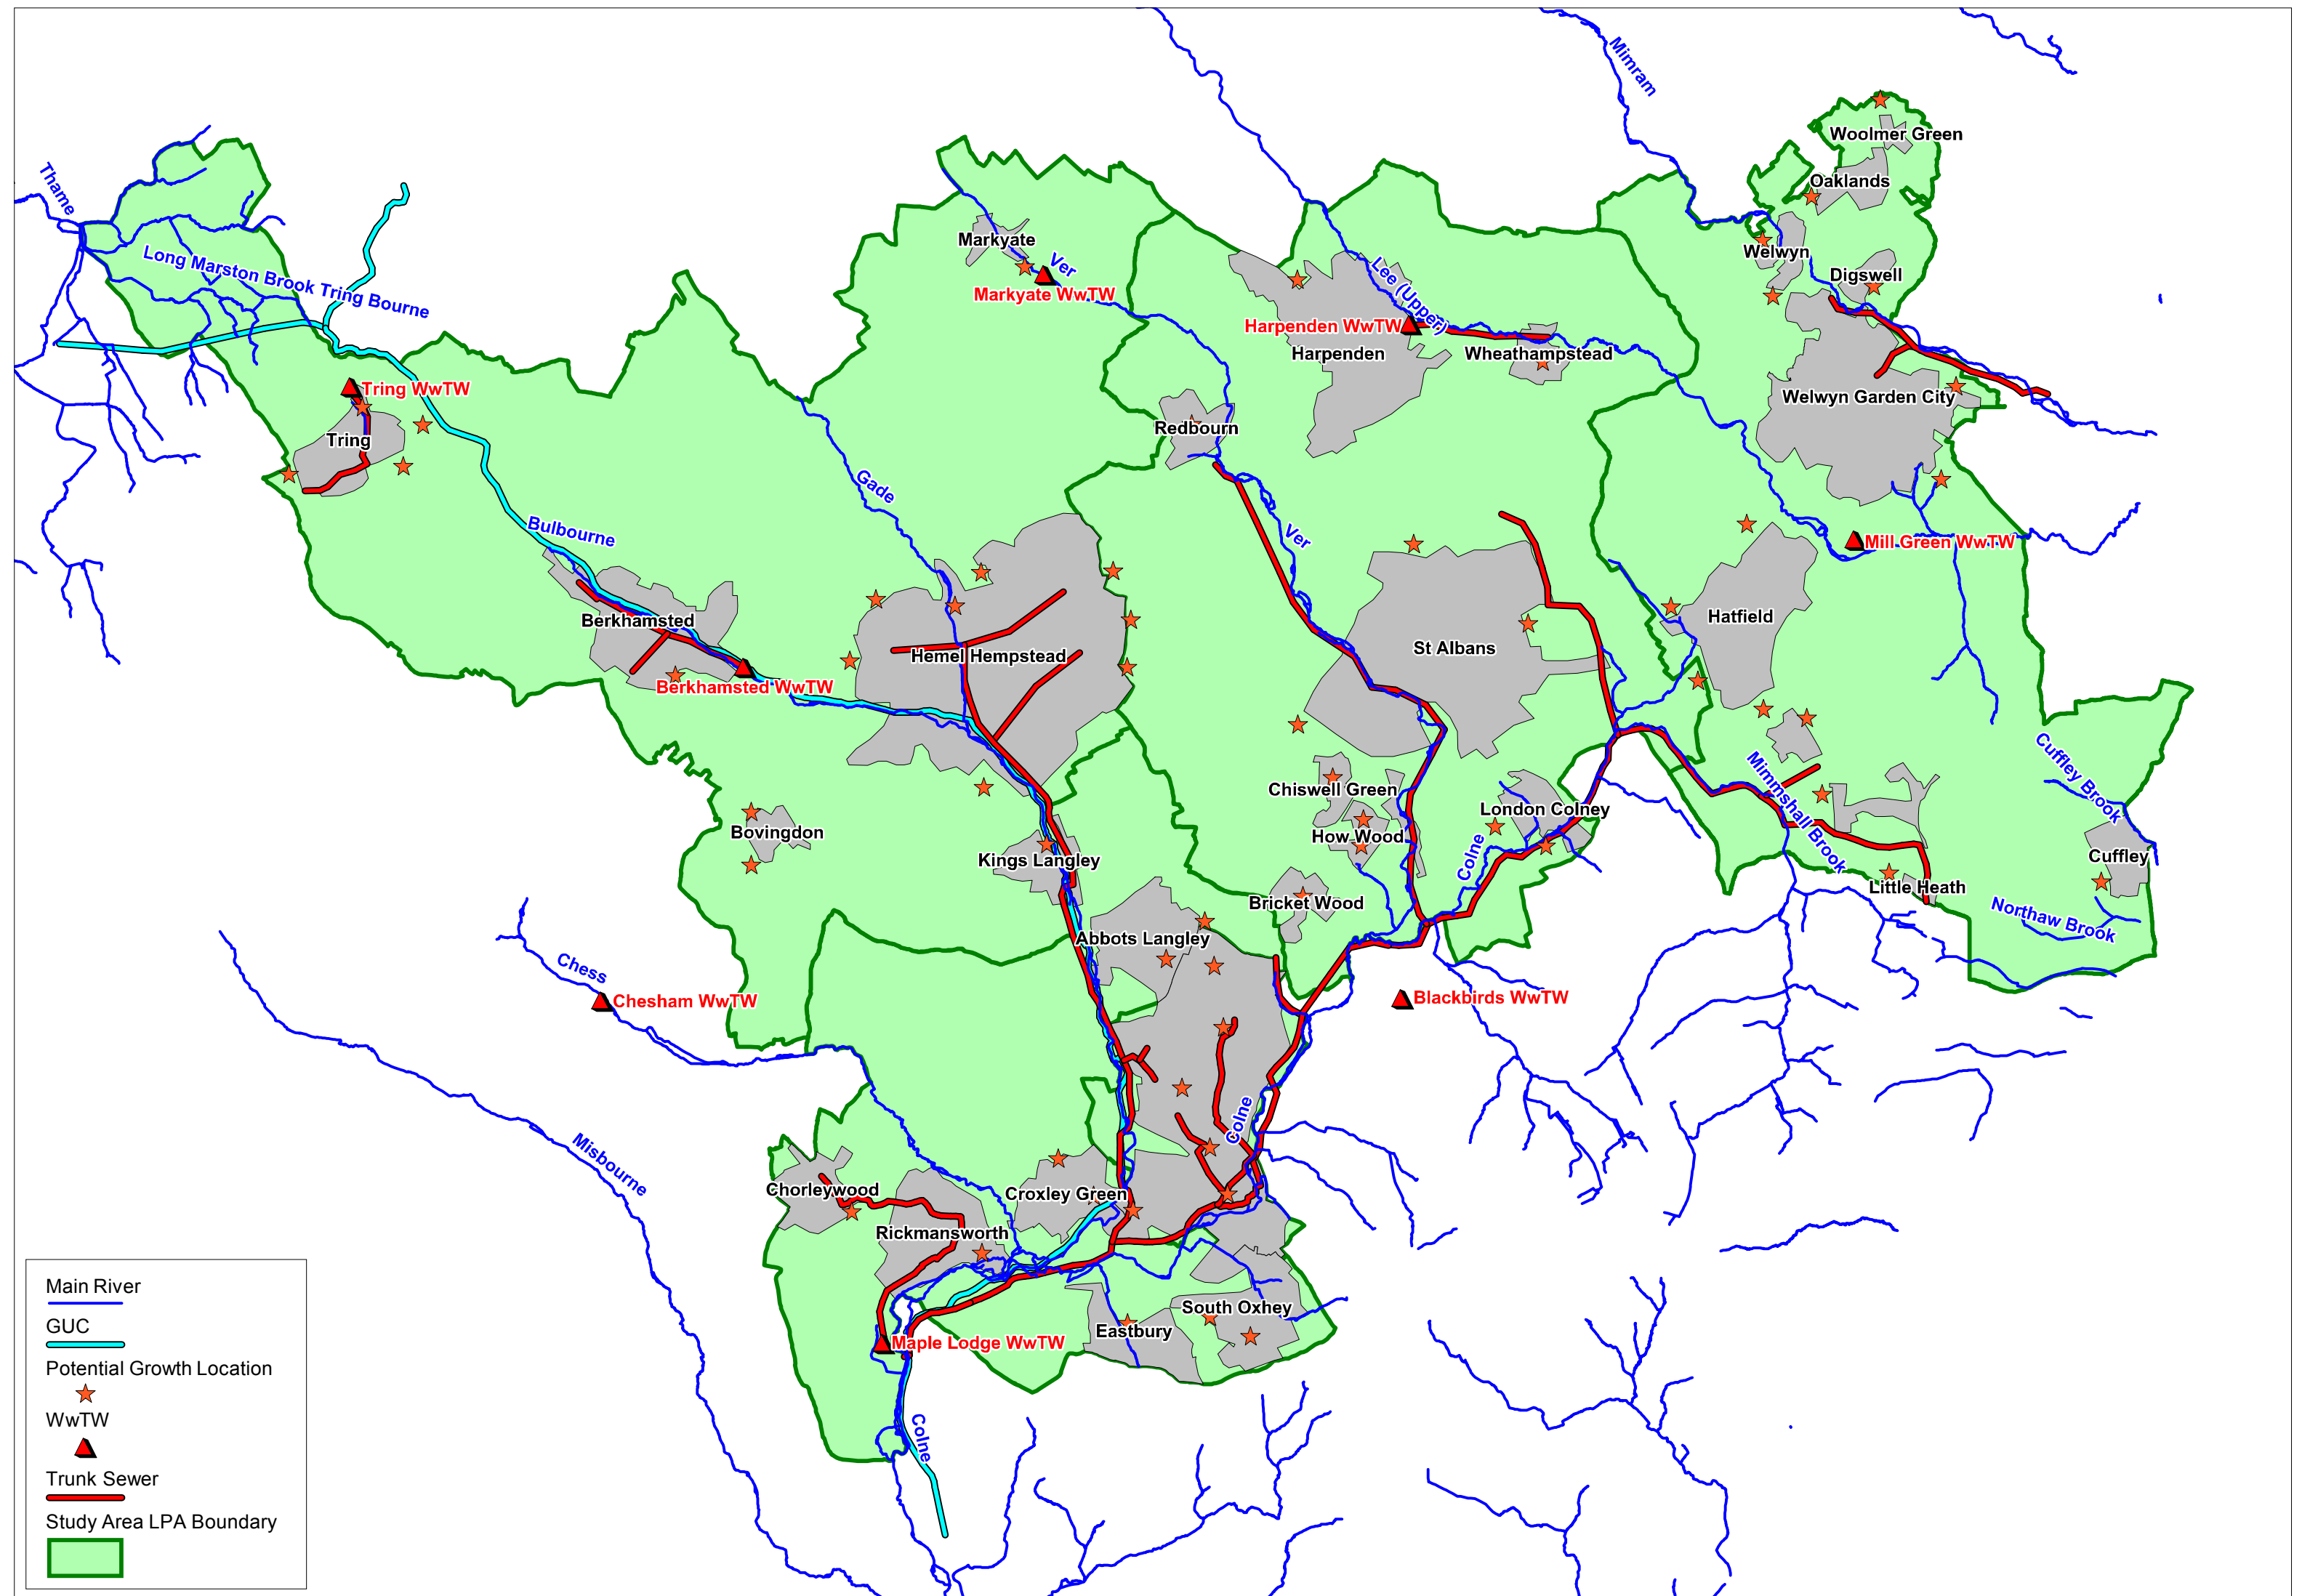 Mimram
Woolmer Green
Thame
Oaklands
Markyate
Ver
Welwyn
Long Marston Brook Tring Bourne
Digswell
Lee (Upper)
Markyate WwTW
Harpenden WwTW
Harpenden
Wheathampstead
Tring WwTW
Welwyn Garden City
Tring
Redbourn
Gade
Bulbourne
Ver
Mill Green WwTW
Berkhamsted
Hatfield
Hemel Hempstead
St Albans
Berkhamsted WwTW
Cuffley Brook
Mimmshall Brook
Chiswell Green
London Colney
Bovingdon
How Wood
Kings Langley
Colne
Cuffley
Little Heath
Bricket Wood
Northaw Brook
Abbots Langley
Chess
Chesham WwTW
Blackbirds WwTW
Colne
Misbourne
Chorleywood
Croxley Green
Rickmansworth
South Oxhey
Eastbury
Maple Lodge WwTW
Colne
Main River
GUC
Potential Growth Location
WwTW
Trunk Sewer
Study Area LPA Boundary